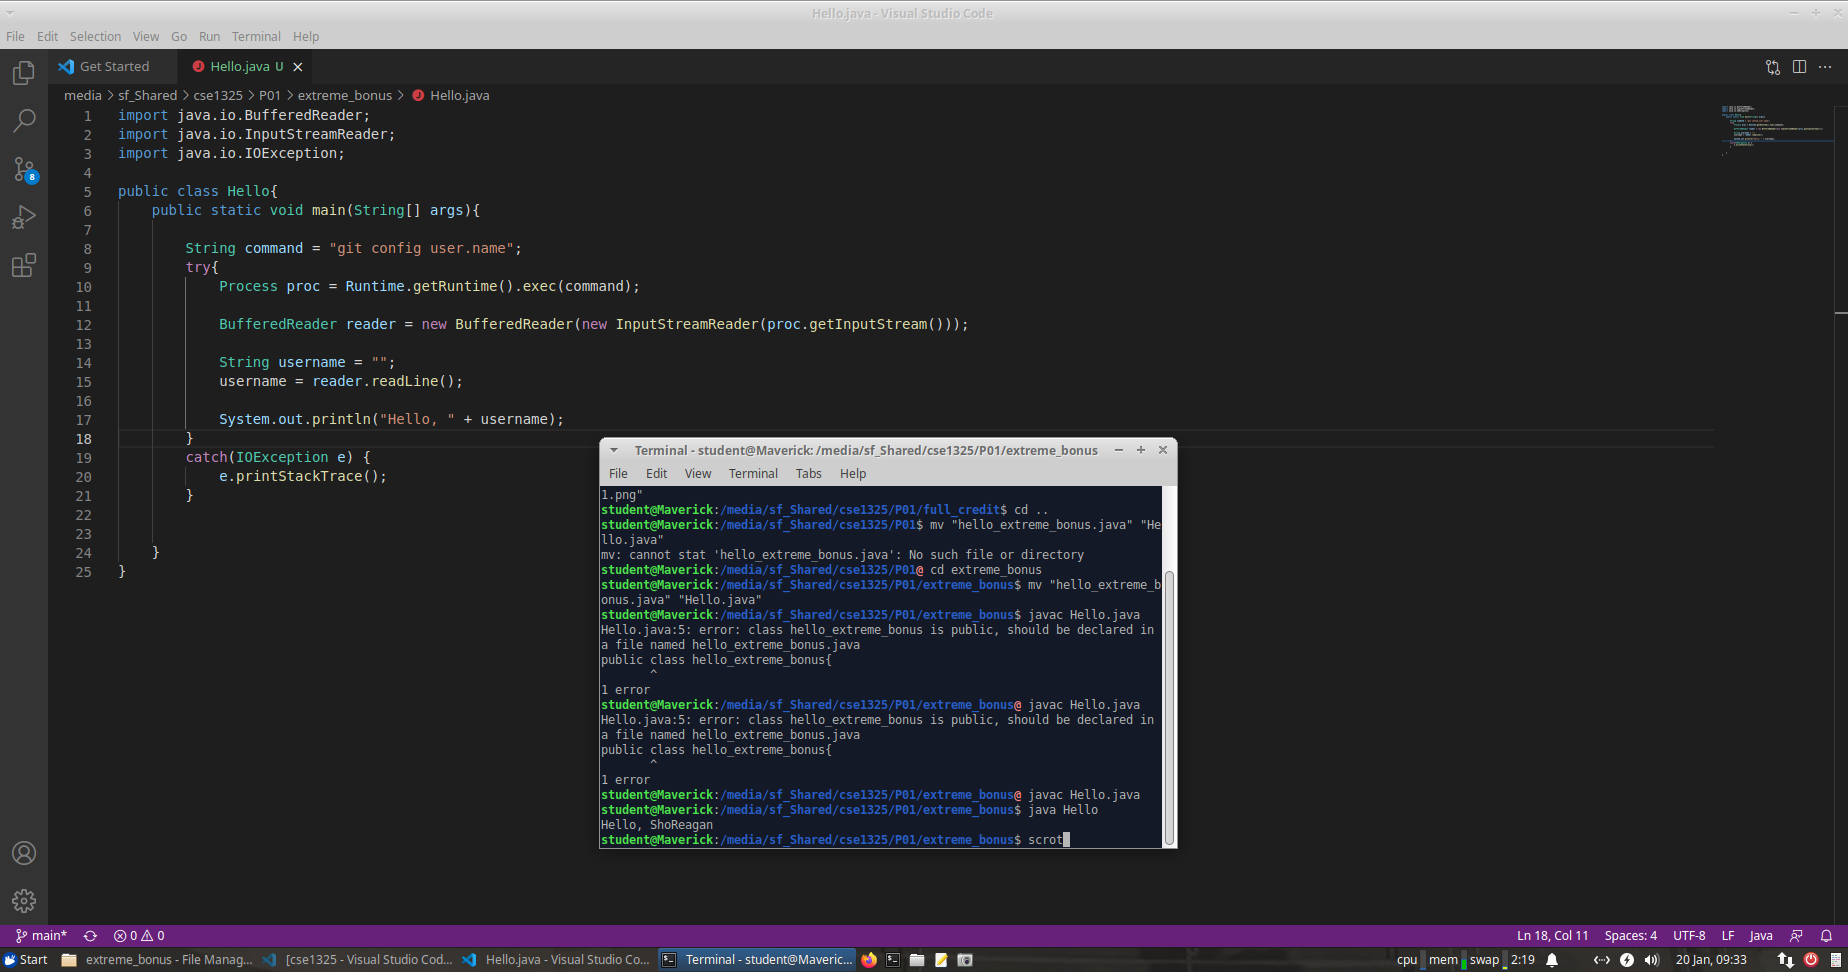 Hello.java - Visual Studio Code
File Edit Selection View Go Run Terminal Help
Get Started Hello.java U
media > sf_Shared > cse1325 > P01 > extreme_bonus > Hello.java
1 import java.io.BufferedReader;
2 import java.io.InputStreamReader;
3 import java.io.IOException;
4
5 public class Hello{
6 public static void main(String[] args){
7
8 String command = "git config user.name";
9 try{
10 Process proc = Runtime.getRuntime().exec(command);
11
12 BufferedReader reader = new BufferedReader(new InputStreamReader(proc.getInputStream()));
13
14 String username = "";
15 username = reader.readLine();
16
17 System.out.println("Hello, " + username);
18 }
19 catch(IOException e) {
20 e.printStackTrace();
21 }
22
23
24 }
25 }
8
Terminal - student@Maverick: /media/sf_Shared/cse1325/P01/extreme_bonus
File Edit View Terminal Tabs Help
1.png"
student@Maverick:/media/sf_Shared/cse1325/P01/full_credit$ cd ..
student@Maverick:/media/sf_Shared/cse1325/P01$ mv "hello_extreme_bonus.java" "He
llo.java"
mv: cannot stat 'hello_extreme_bonus.java': No such file or directory
student@Maverick:/media/sf_Shared/cse1325/P01@ cd extreme_bonus
student@Maverick:/media/sf_Shared/cse1325/P01/extreme_bonus$ mv "hello_extreme_b
onus.java" "Hello.java"
student@Maverick:/media/sf_Shared/cse1325/P01/extreme_bonus$ javac Hello.java
Hello.java:5: error: class hello_extreme_bonus is public, should be declared in
a file named hello_extreme_bonus.java
public class hello_extreme_bonus{
^
1 error
student@Maverick:/media/sf_Shared/cse1325/P01/extreme_bonus@ javac Hello.java
Hello.java:5: error: class hello_extreme_bonus is public, should be declared in
a file named hello_extreme_bonus.java
public class hello_extreme_bonus{
^
1 error
student@Maverick:/media/sf_Shared/cse1325/P01/extreme_bonus@ javac Hello.java
student@Maverick:/media/sf_Shared/cse1325/P01/extreme_bonus$ java Hello
Hello, ShoReagan
student@Maverick:/media/sf_Shared/cse1325/P01/extreme_bonus$ scrot
main* 0 0 Ln 18, Col 11 Spaces: 4 UTF-8 LF Java
Start extreme_bonus - File Manag... [cse1325 - Visual Studio Cod... Hello.java - Visual Studio Co... Terminal - student@Maveric... cpu mem swap 2:19 20 Jan, 09:33